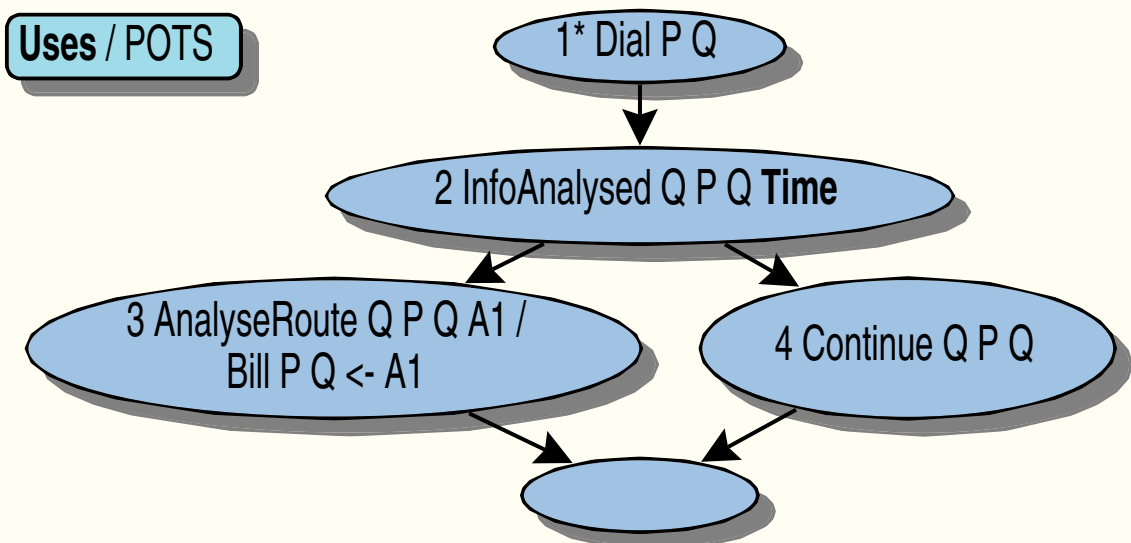 Uses / POTS
1* Dial P Q
2 InfoAnalysed Q P Q Time
3 AnalyseRoute Q P Q A1 /
Bill P Q <- A1
4 Continue Q P Q